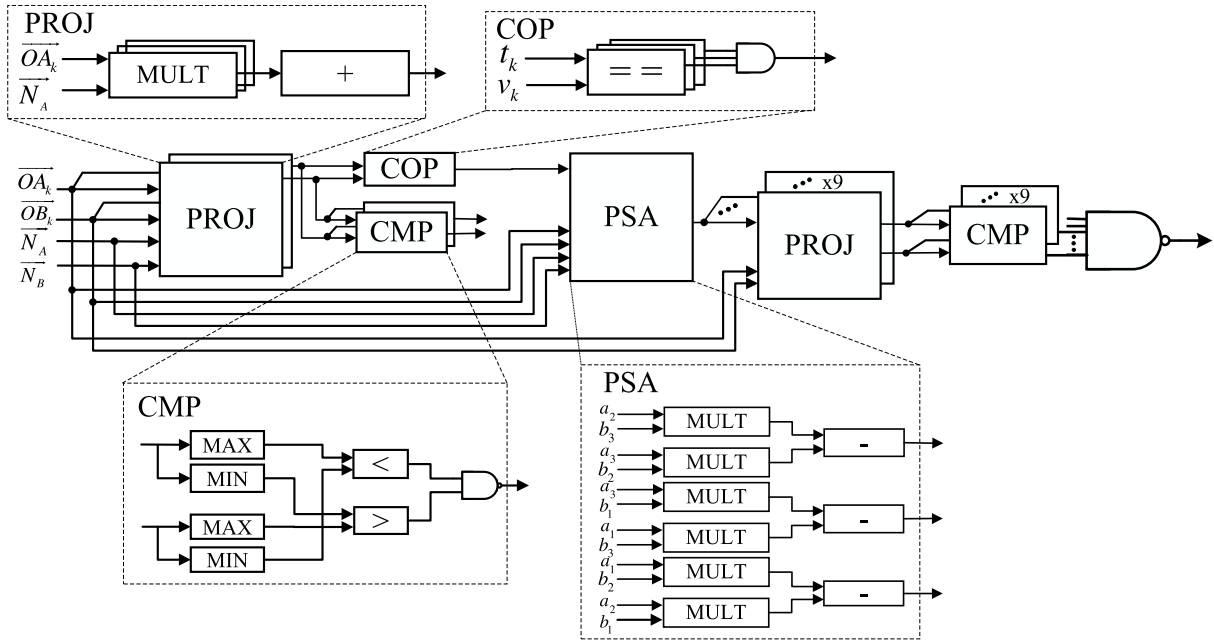 PROJ
OA_k
N_A
MULT
+
COP
t_k
v_k
= =
OA_k
OB_k
N_A
N_B
PROJ
COP
CMP
PSA
x9
PROJ
x9
CMP
CMP
MAX
MIN
MAX
MIN
<
>
PSA
a_2
b_3
MULT
a_3
b_2
MULT
-
a_3
b_1
MULT
a_1
b_3
MULT
-
a_1
b_2
MULT
a_2
b_1
MULT
-